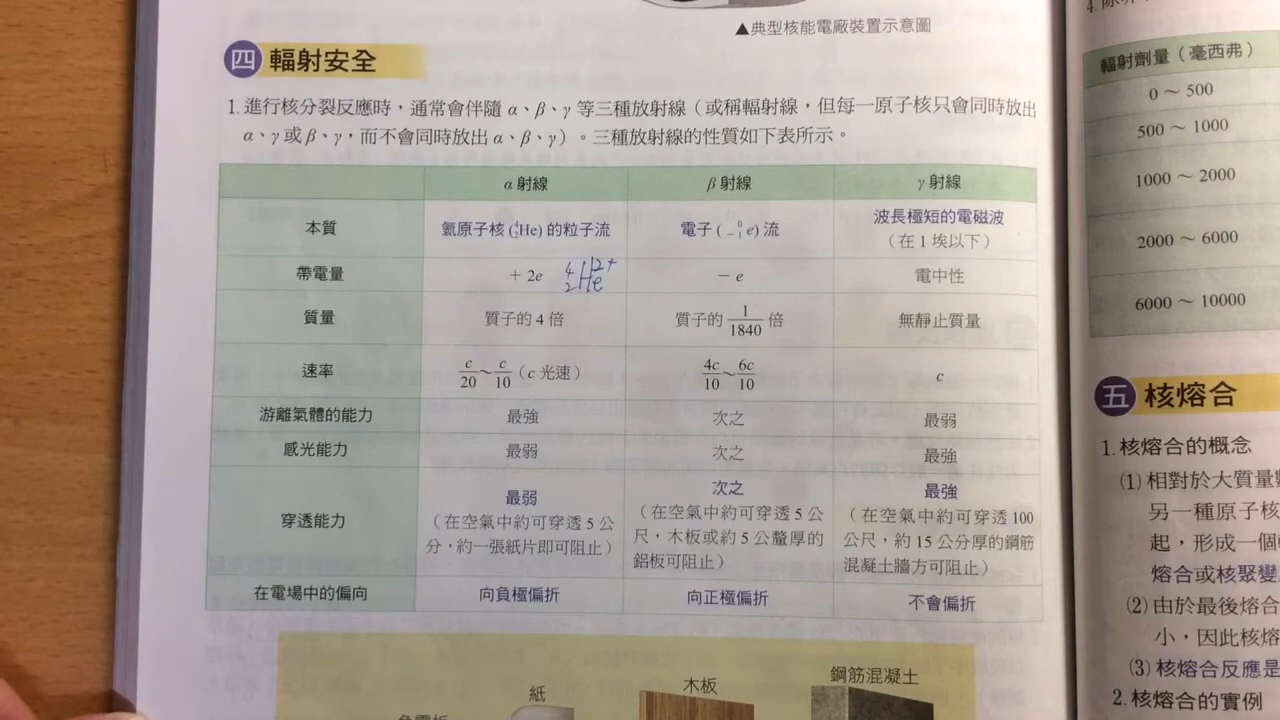 ▲典型核能電廠裝置示意圖
四 輻射安全
1. 進行核分裂反應時，通常會伴隨 α、β、γ 等三種放射線（或稱輻射線，但每一原子核只會同時放出
α、γ 或 β、γ，而不會同時放出 α、β、γ）。三種放射線的性質如下表所示。
α 射線 β 射線 γ 射線
本質 氦原子核 (⁴₂He) 的粒子流 電子 (⁰₋₁e) 流 波長極短的電磁波
（在 1 埃以下）
帶電量 ＋2e ⁴₂He²⁺ －e 電中性
質量 質子的 4 倍 質子的 1/1840 倍 無靜止質量
速率 c/20～c/10（c 光速） 4c/10～6c/10 c
游離氣體的能力 最強 次之 最弱
感光能力 最弱 次之 最強
穿透能力 最弱 次之 最強
（在空氣中約可穿透 5 公 （在空氣中約可穿透 5 公 （在空氣中約可穿透 100
分，約一張紙片即可阻止） 尺，木板或約 5 公釐厚的 公尺，約 15 公分厚的鋼筋
鋁板可阻止） 混凝土牆方可阻止）
在電場中的偏向 向負極偏折 向正極偏折 不會偏折
紙 木板 鋼筋混凝土
輻射劑量（毫西弗）
0～500
500～1000
1000～2000
2000～6000
6000～10000
五 核熔合
1. 核熔合的概念
(1) 相對於大質量
另一種原子核
起，形成一個
熔合或核聚變
(2) 由於最後熔合
小，因此核熔
(3) 核熔合反應是
2. 核熔合的實例